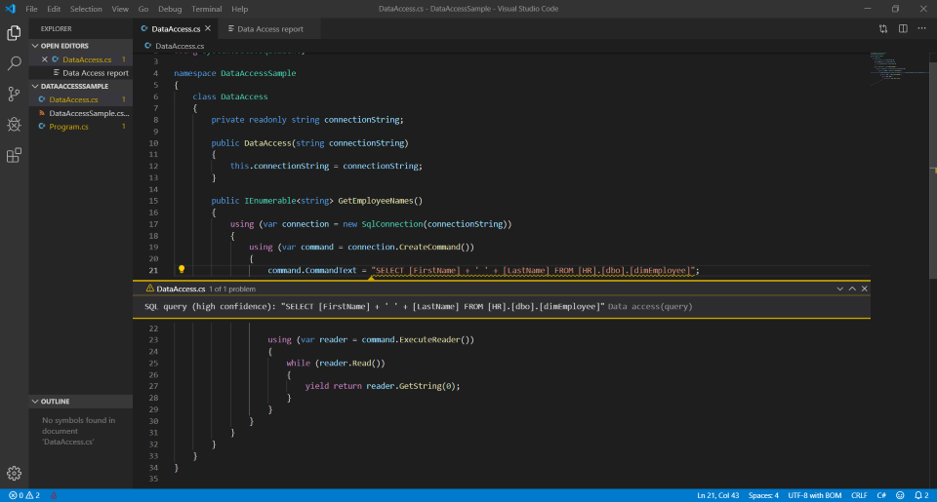 File Edit Selection View Go Debug Terminal Help
DataAccess.cs - DataAccessSample - Visual Studio Code
EXPLORER
OPEN EDITORS
DataAccess.cs 1
Data Access report
DATAACCESSSAMPLE
DataAccess.cs 1
DataAccessSample.cs...
Program.cs 1
OUTLINE
No symbols found in
document
'DataAccess.cs'
DataAccess.cs
Data Access report
DataAccess.cs
3
4 namespace DataAccessSample
5 {
6 class DataAccess
7 {
8 private readonly string connectionString;
9
10 public DataAccess(string connectionString)
11 {
12 this.connectionString = connectionString;
13 }
14
15 public IEnumerable<string> GetEmployeeNames()
16 {
17 using (var connection = new SqlConnection(connectionString))
18 {
19 using (var command = connection.CreateCommand())
20 {
21 command.CommandText = "SELECT [FirstName] + ' ' + [LastName] FROM [HR].[dbo].[dimEmployee]";
DataAccess.cs 1 of 1 problem
SQL query (high confidence): "SELECT [FirstName] + ' ' + [LastName] FROM [HR].[dbo].[dimEmployee]" Data access(query)
22
23 using (var reader = command.ExecuteReader())
24 {
25 while (reader.Read())
26 {
27 yield return reader.GetString(0);
28 }
29 }
30 }
31 }
32 }
33 }
34 }
35
0 2
Ln 21, Col 43 Spaces: 4 UTF-8 with BOM CRLF C# 2